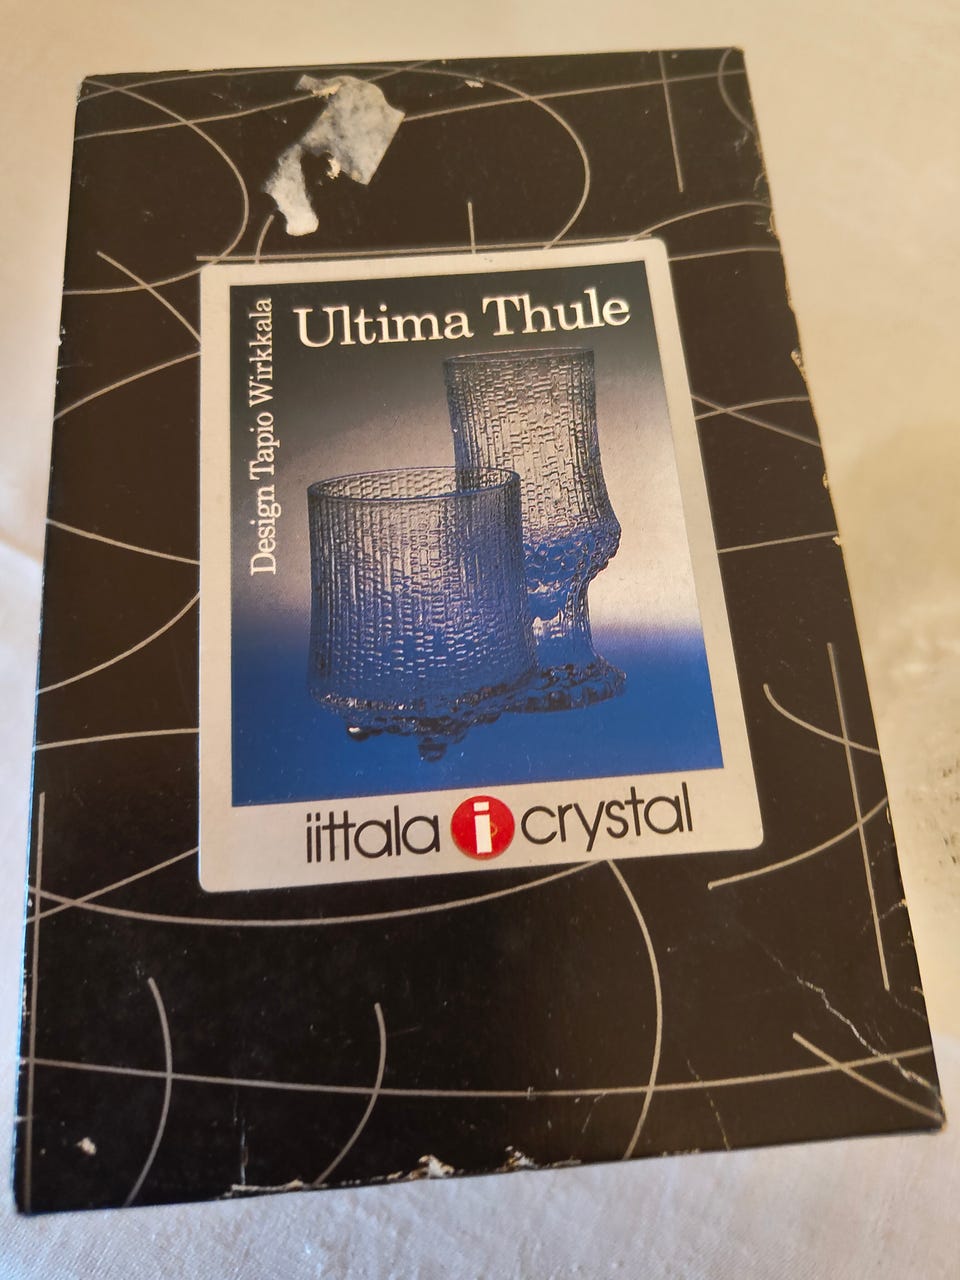 Ultima Thule
Design Tapio Wirkkala
iittala i crystal